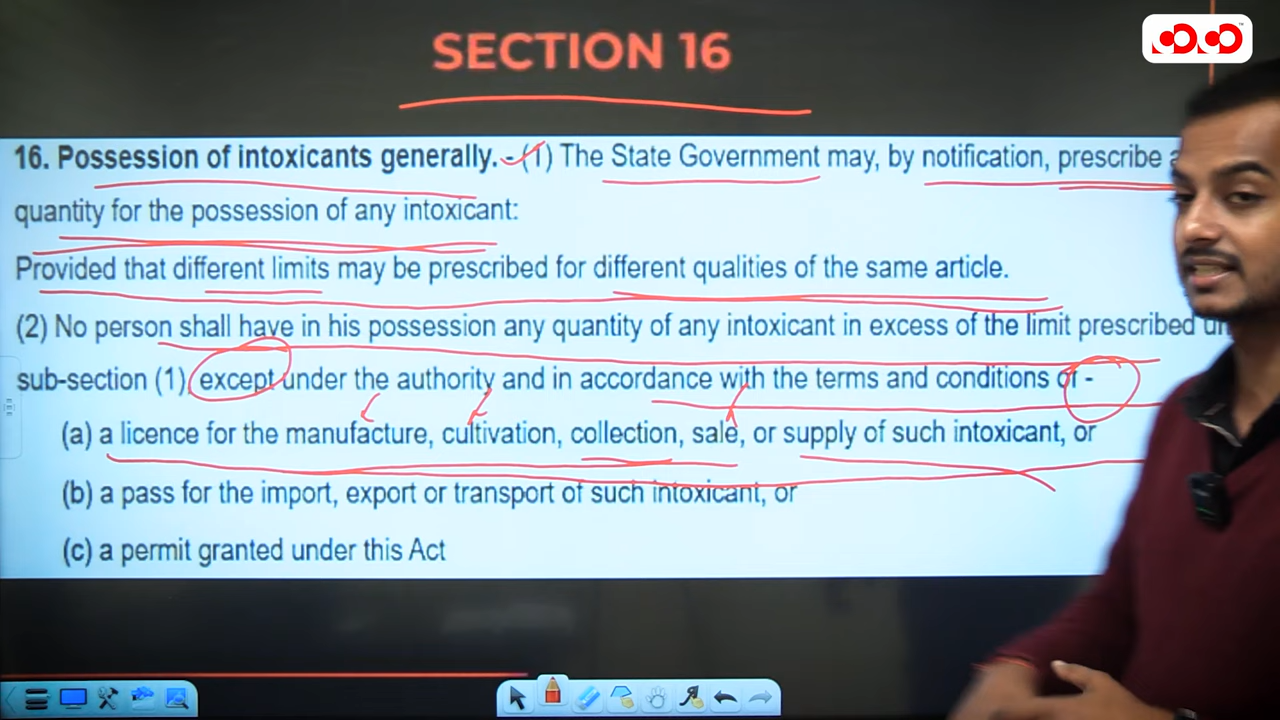 SECTION 16
16. Possession of intoxicants generally. - (1) The State Government may, by notification, prescribe
quantity for the possession of any intoxicant:
Provided that different limits may be prescribed for different qualities of the same article.
(2) No person shall have in his possession any quantity of any intoxicant in excess of the limit prescribed
sub-section (1) except under the authority and in accordance with the terms and conditions of -
(a) a licence for the manufacture, cultivation, collection, sale, or supply of such intoxicant, or
(b) a pass for the import, export or transport of such intoxicant, or
(c) a permit granted under this Act